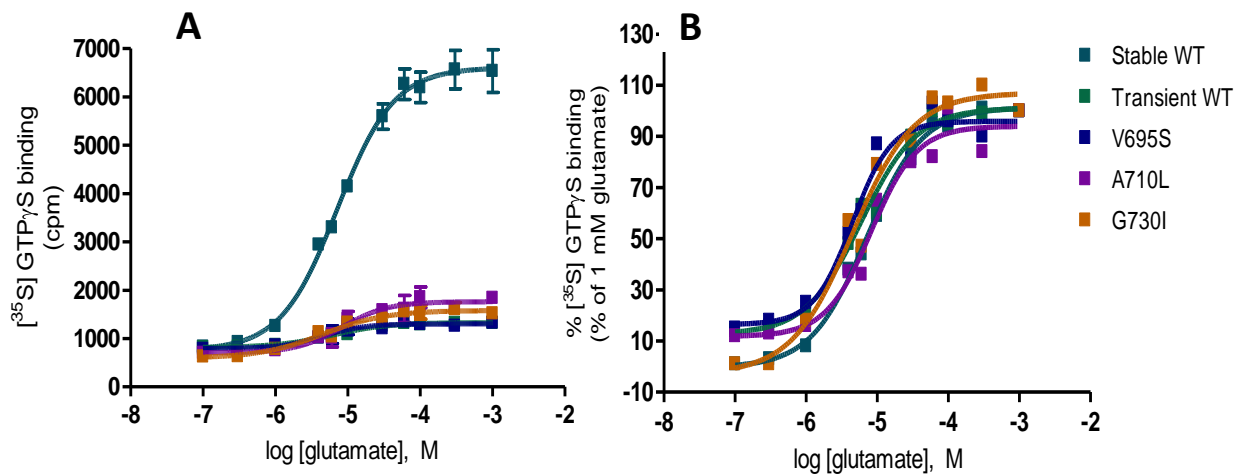 A
[³⁵S] GTPγS binding
(cpm)
7000
6000
5000
4000
3000
2000
1000
0
-8 -7 -6 -5 -4 -3 -2
log [glutamate], M
B
% [³⁵S] GTPγS binding
(% of 1 mM glutamate)
130
110
90
70
50
30
10
-10
-8 -7 -6 -5 -4 -3 -2
log [glutamate], M
Stable WT
Transient WT
V695S
A710L
G730I